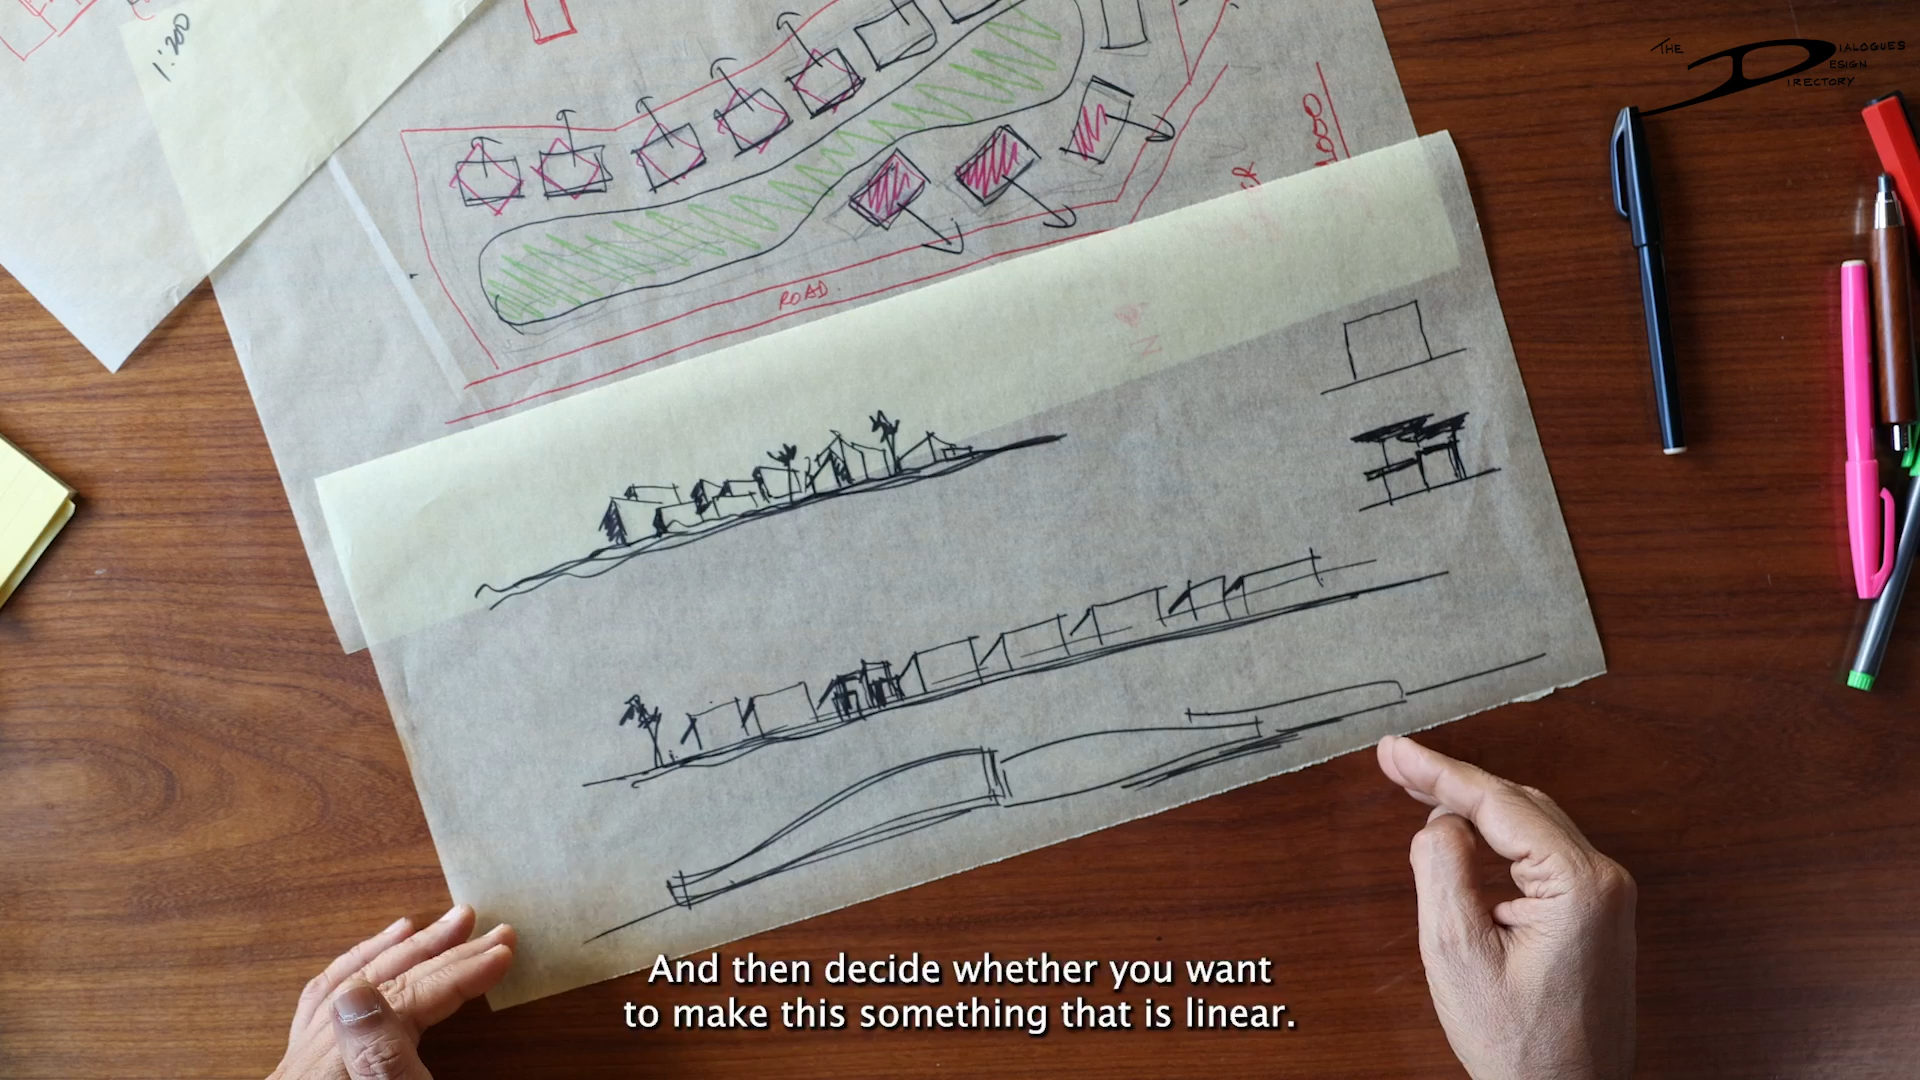 1:200
THE
DIALOGUES
DESIGN
DIRECTORY
ROAD.
N
And then decide whether you want
to make this something that is linear.